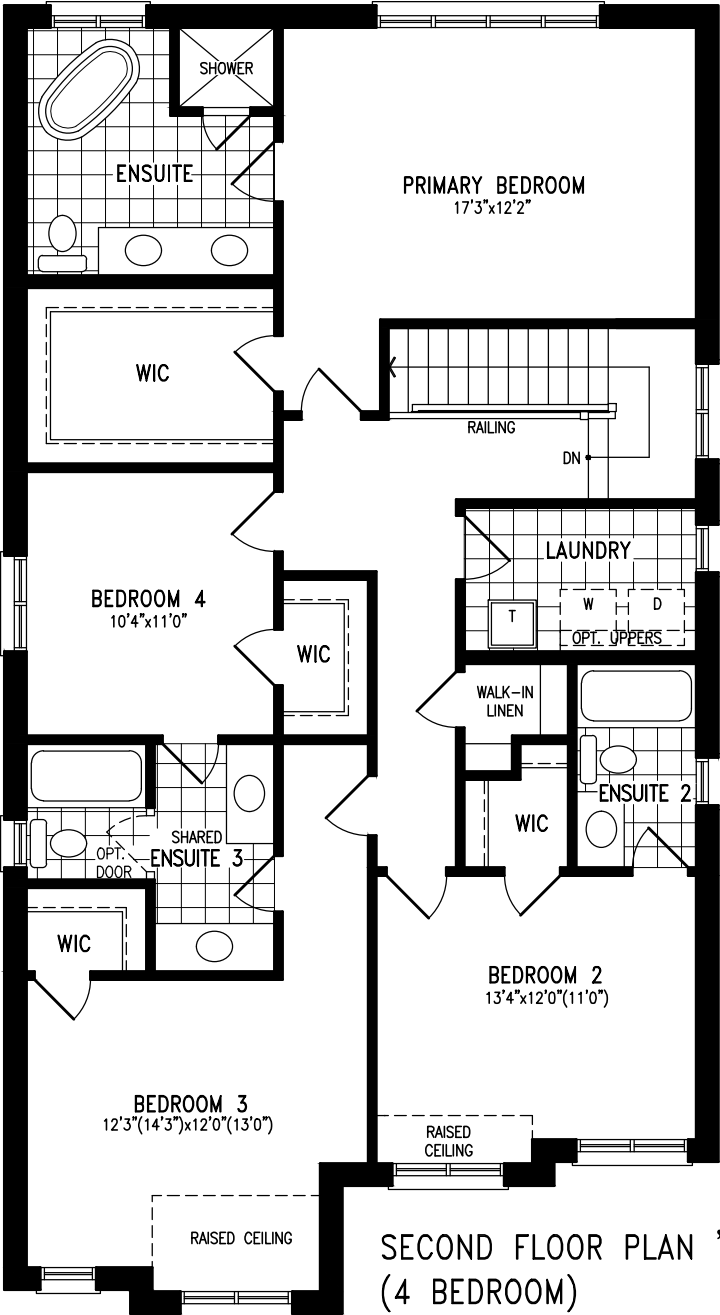 SHOWER
ENSUITE
PRIMARY BEDROOM
17'3"x12'2"
WIC
RAILING
DN
LAUNDRY
W
D
T
OPT. UPPERS
BEDROOM 4
10'4"x11'0"
WIC
WALK-IN
LINEN
ENSUITE 2
WIC
SHARED
ENSUITE 3
OPT.
DOOR
WIC
BEDROOM 2
13'4"x12'0"(11'0")
BEDROOM 3
12'3"(14'3")x12'0"(13'0")
RAISED
CEILING
RAISED CEILING
SECOND FLOOR PLAN '
(4 BEDROOM)